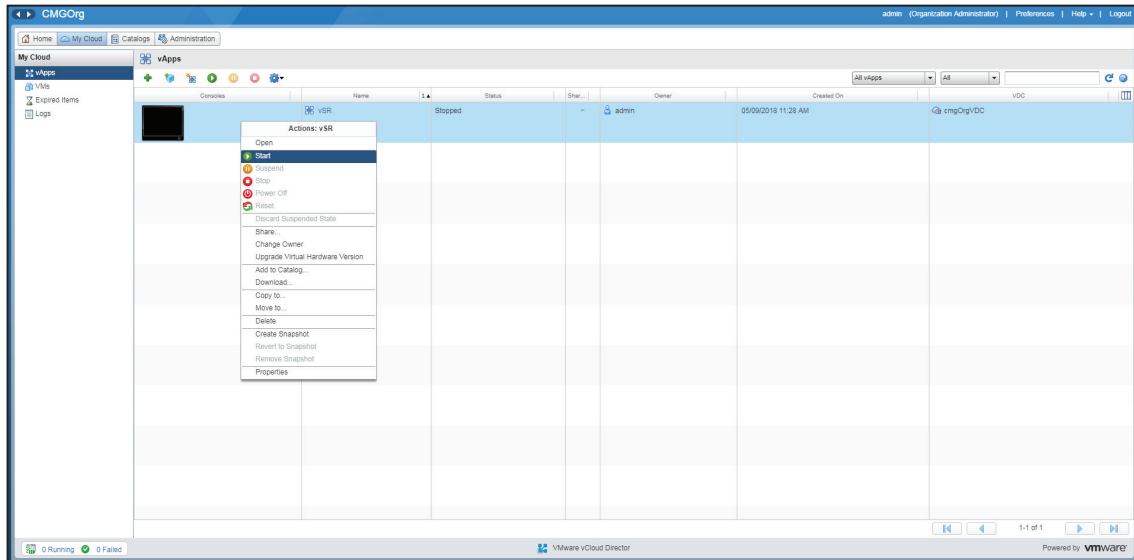 CMGOrg admin (Organization Administrator) | Preferences | Help | Logout
Home My Cloud Catalogs Administration
My Cloud
vApps
VMs
Expired Items
Logs
vApps
All vApps All
Consoles Name 1 Status Shar... Owner Created On VDC
vSR Stopped - admin 05/09/2018 11:28 AM cmgOrgVDC
Actions: vSR
Open
Start
Suspend
Stop
Power Off
Reset
Discard Suspended State
Share...
Change Owner
Upgrade Virtual Hardware Version
Add to Catalog...
Download...
Copy to...
Move to...
Delete
Create Snapshot
Revert to Snapshot
Remove Snapshot
Properties
1-1 of 1
0 Running 0 Failed VMware vCloud Director Powered by vmware